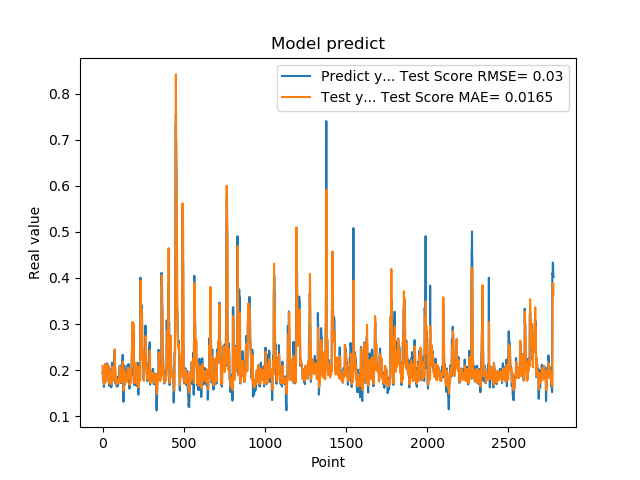 Model predict
Predict y... Test Score RMSE= 0.03
Test y... Test Score MAE= 0.0165
Real value
0.8
0.7
0.6
0.5
0.4
0.3
0.2
0.1
0 500 1000 1500 2000 2500
Point